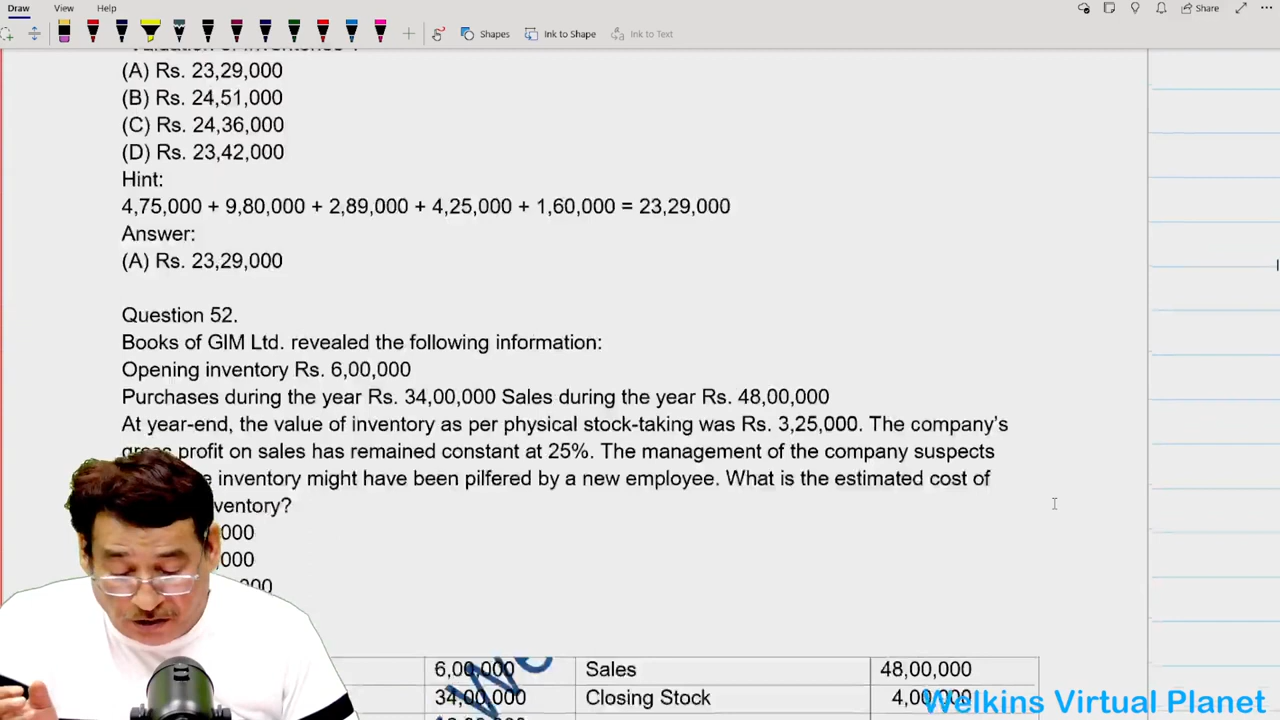 Draw View Help
Shapes Ink to Shape Ink to Text Share
(A) Rs. 23,29,000
(B) Rs. 24,51,000
(C) Rs. 24,36,000
(D) Rs. 23,42,000
Hint:
4,75,000 + 9,80,000 + 2,89,000 + 4,25,000 + 1,60,000 = 23,29,000
Answer:
(A) Rs. 23,29,000
Question 52.
Books of GIM Ltd. revealed the following information:
Opening inventory Rs. 6,00,000
Purchases during the year Rs. 34,00,000 Sales during the year Rs. 48,00,000
At year-end, the value of inventory as per physical stock-taking was Rs. 3,25,000. The company's
profit on sales has remained constant at 25%. The management of the company suspects
inventory might have been pilfered by a new employee. What is the estimated cost of
6,00,000 Sales 48,00,000
34,00,000 Closing Stock 4,00,000
Welkins Virtual Planet